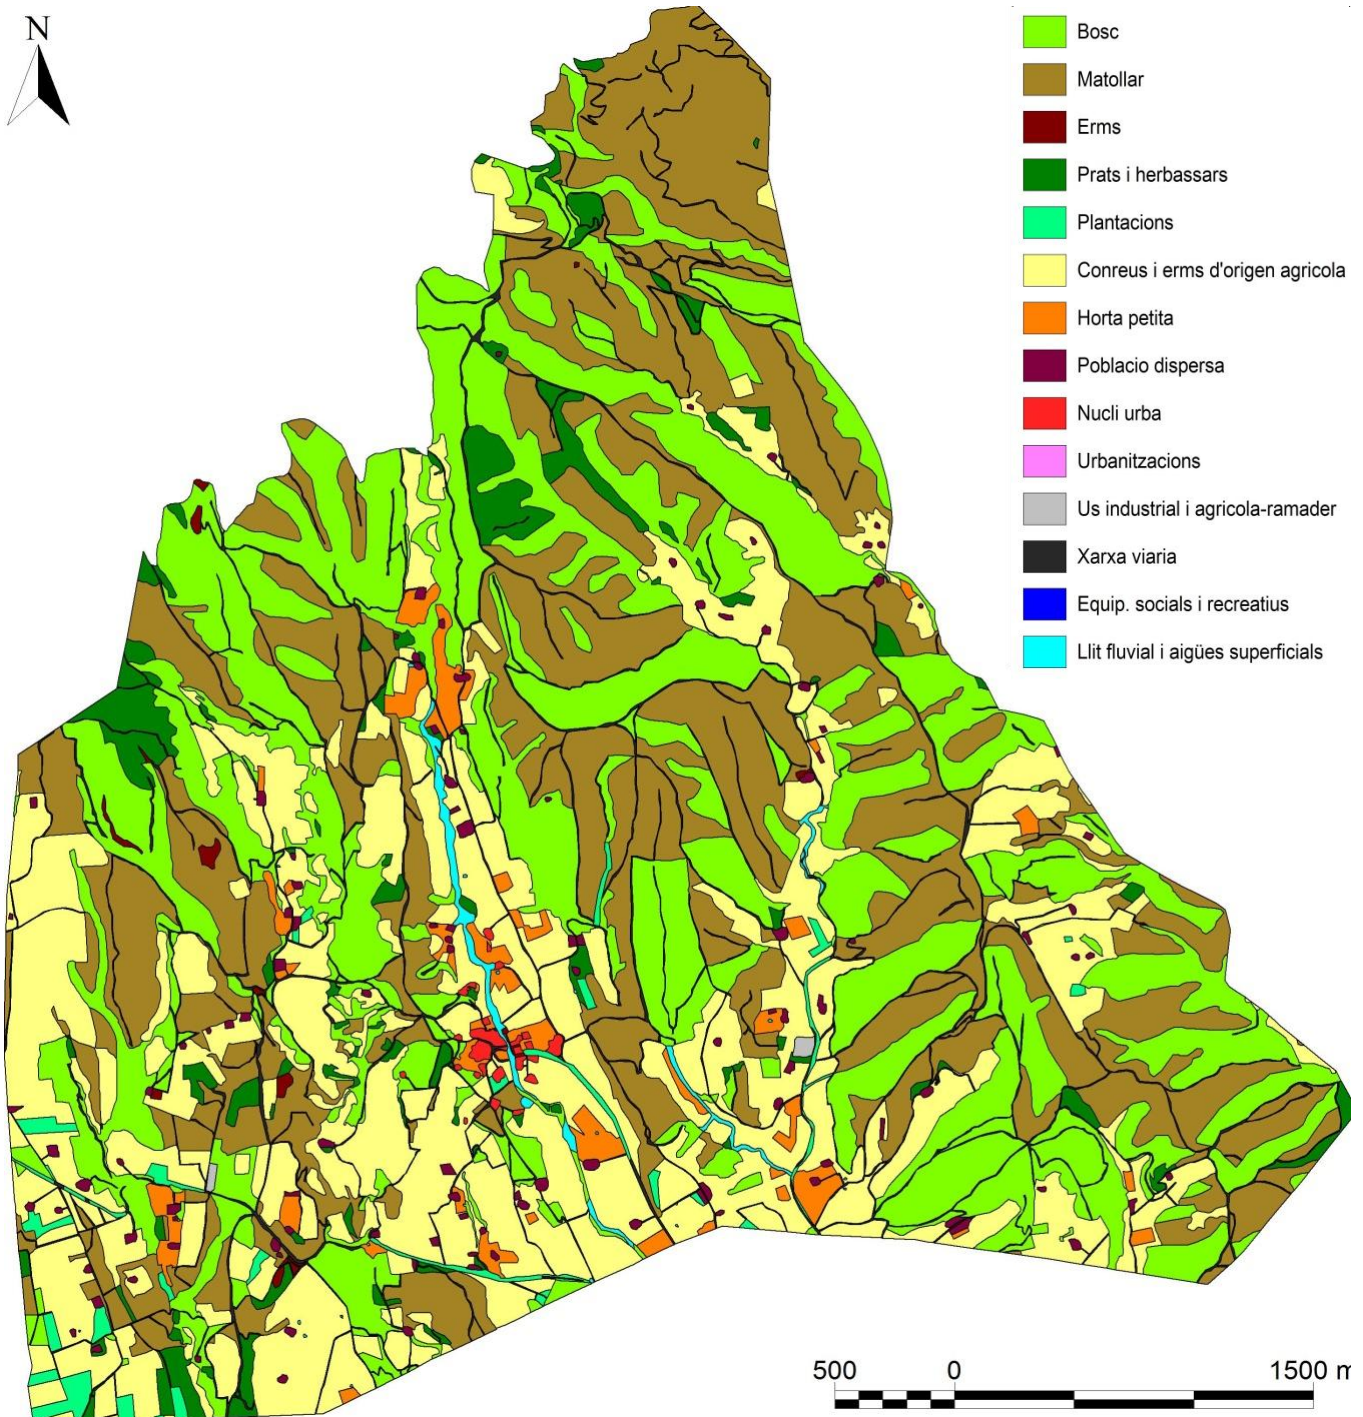 N
Bosc
Matollar
Erms
Prats i herbassars
Plantacions
Conreus i erms d'origen agricola
Horta petita
Poblacio dispersa
Nucli urba
Urbanitzacions
Us industrial i agricola-ramader
Xarxa viaria
Equip. socials i recreatius
Llit fluvial i aigües superficials
500 0 1500 m